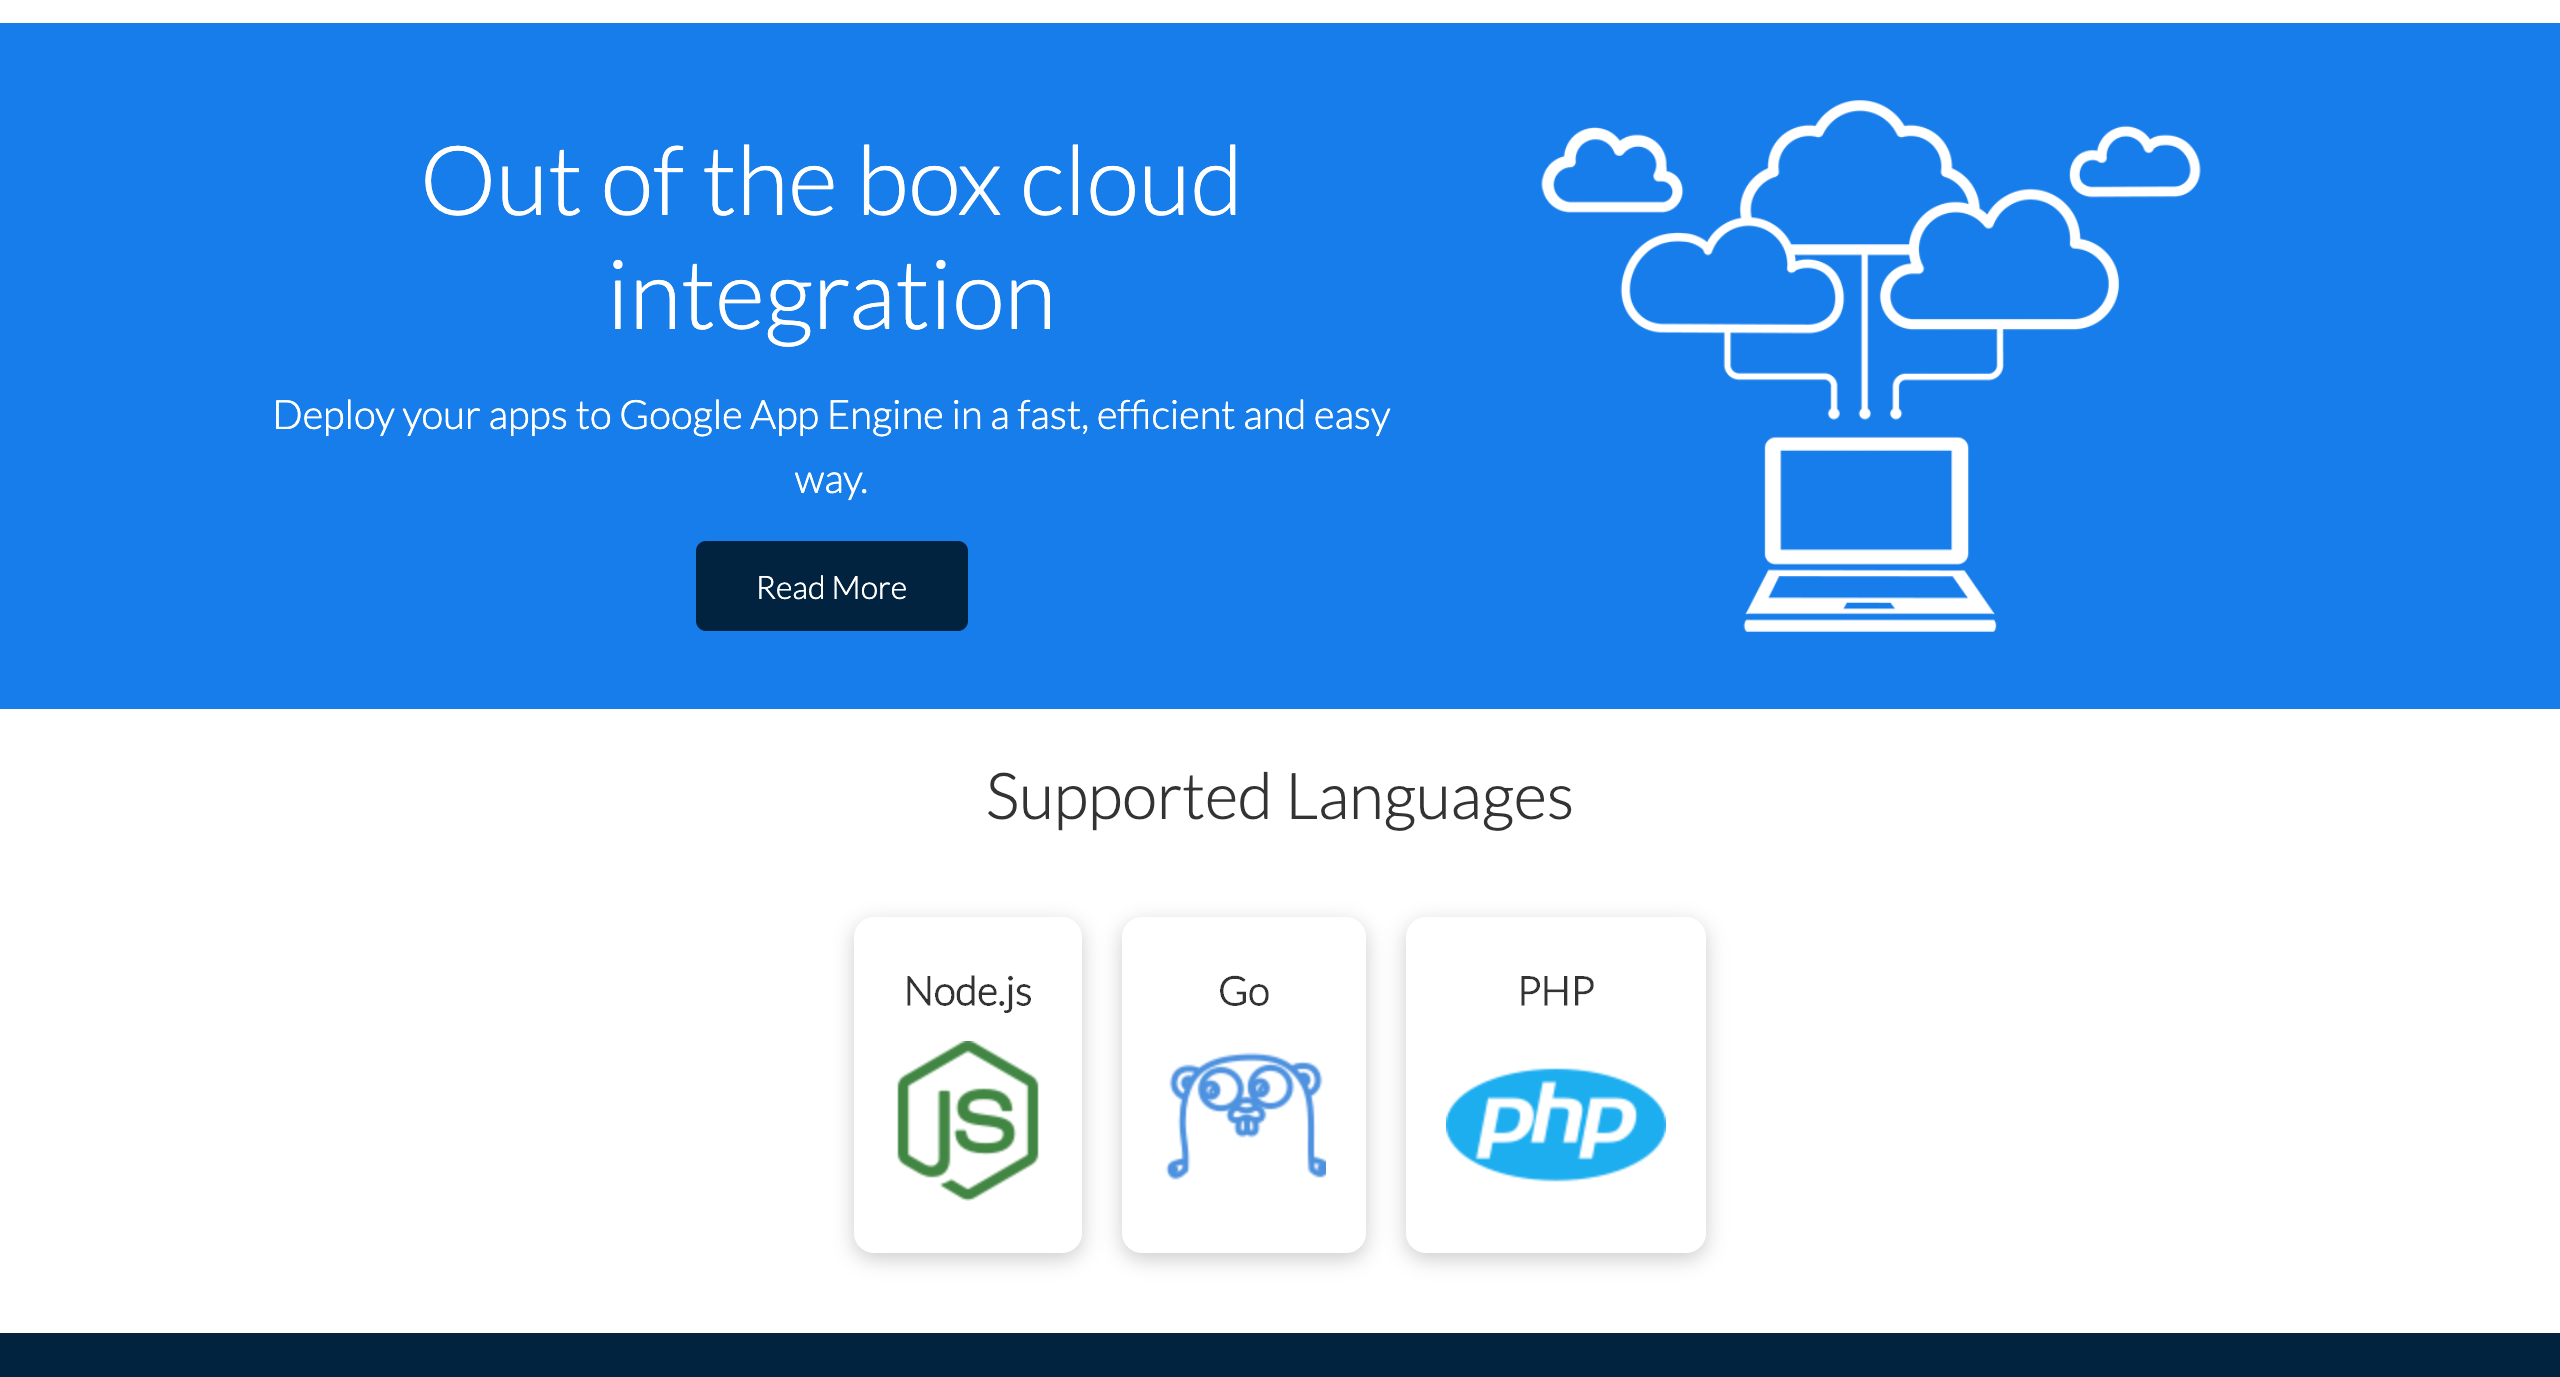 Out of the box cloud
integration
Deploy your apps to Google App Engine in a fast, efficient and easy
way.
Read More
Supported Languages
Node.js
Go
PHP
JS
php